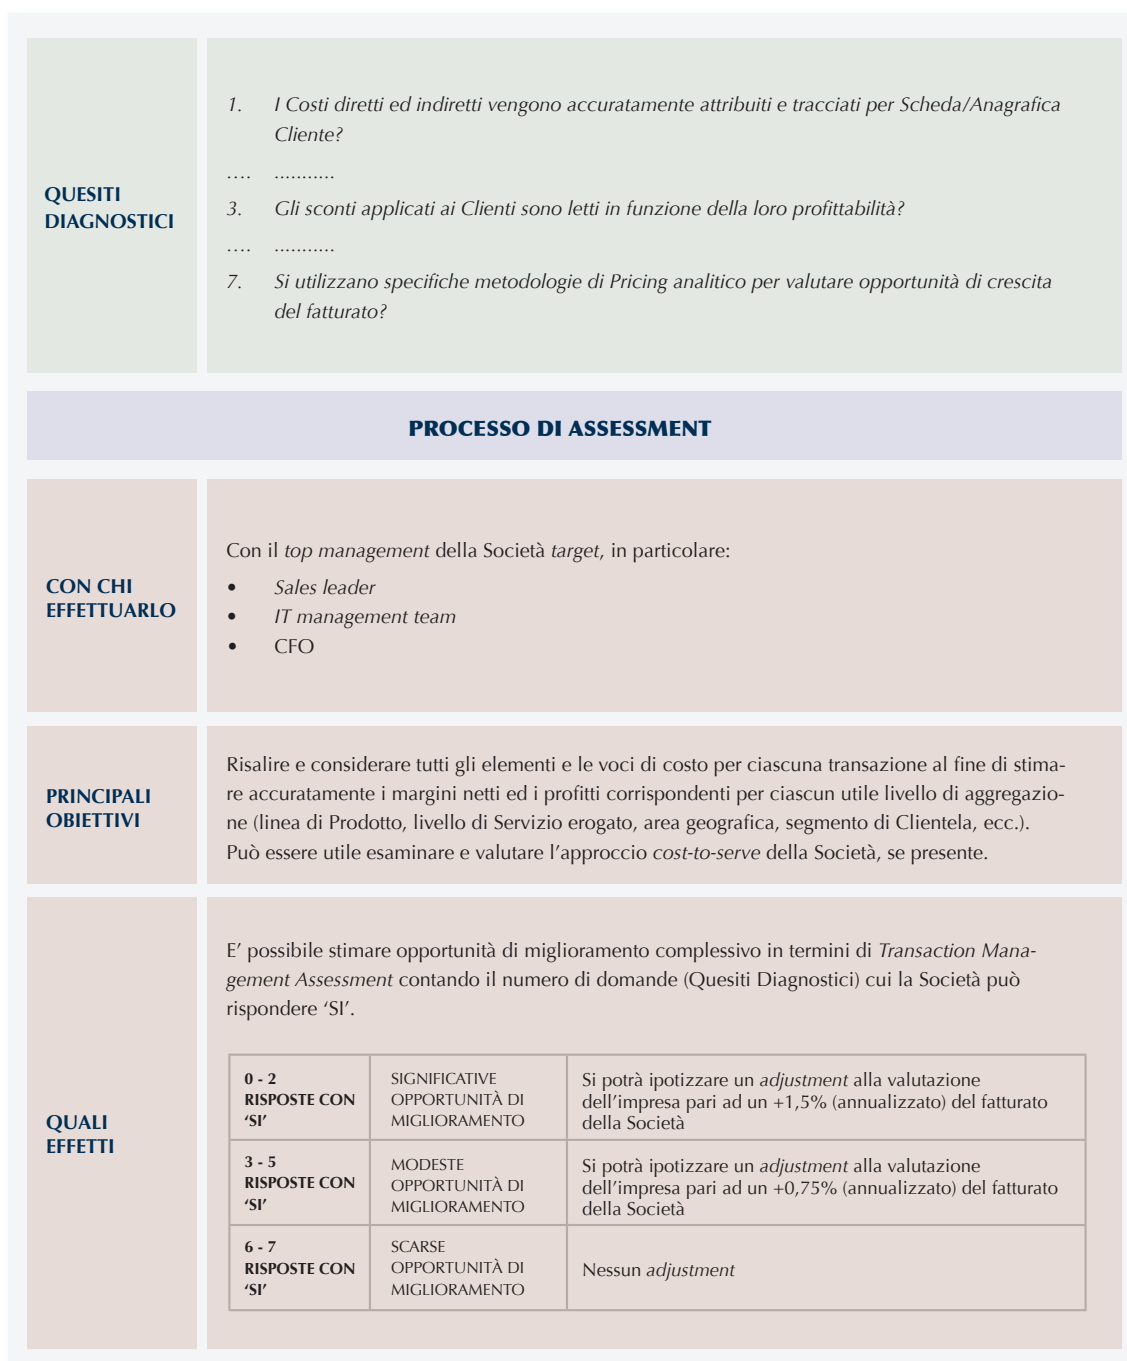 QUESITI
DIAGNOSTICI
1. I Costi diretti ed indiretti vengono accuratamente attribuiti e tracciati per Scheda/Anagrafica
Cliente?
.... ...........
3. Gli sconti applicati ai Clienti sono letti in funzione della loro profittabilità?
.... ...........
7. Si utilizzano specifiche metodologie di Pricing analitico per valutare opportunità di crescita
del fatturato?
PROCESSO DI ASSESSMENT
CON CHI
EFFETTUARLO
Con il top management della Società target, in particolare:
• Sales leader
• IT management team
• CFO
PRINCIPALI
OBIETTIVI
Risalire e considerare tutti gli elementi e le voci di costo per ciascuna transazione al fine di stima-
re accuratamente i margini netti ed i profitti corrispondenti per ciascun utile livello di aggregazio-
ne (linea di Prodotto, livello di Servizio erogato, area geografica, segmento di Clientela, ecc.).
Può essere utile esaminare e valutare l'approccio cost-to-serve della Società, se presente.
QUALI
EFFETTI
E' possibile stimare opportunità di miglioramento complessivo in termini di Transaction Mana-
gement Assessment contando il numero di domande (Quesiti Diagnostici) cui la Società può
rispondere 'SI'.
0 - 2
RISPOSTE CON
'SI'
SIGNIFICATIVE
OPPORTUNITÀ DI
MIGLIORAMENTO
Si potrà ipotizzare un adjustment alla valutazione
dell'impresa pari ad un +1,5% (annualizzato) del fatturato
della Società
3 - 5
RISPOSTE CON
'SI'
MODESTE
OPPORTUNITÀ DI
MIGLIORAMENTO
Si potrà ipotizzare un adjustment alla valutazione
dell'impresa pari ad un +0,75% (annualizzato) del fatturato
della Società
6 - 7
RISPOSTE CON
'SI'
SCARSE
OPPORTUNITÀ DI
MIGLIORAMENTO
Nessun adjustment